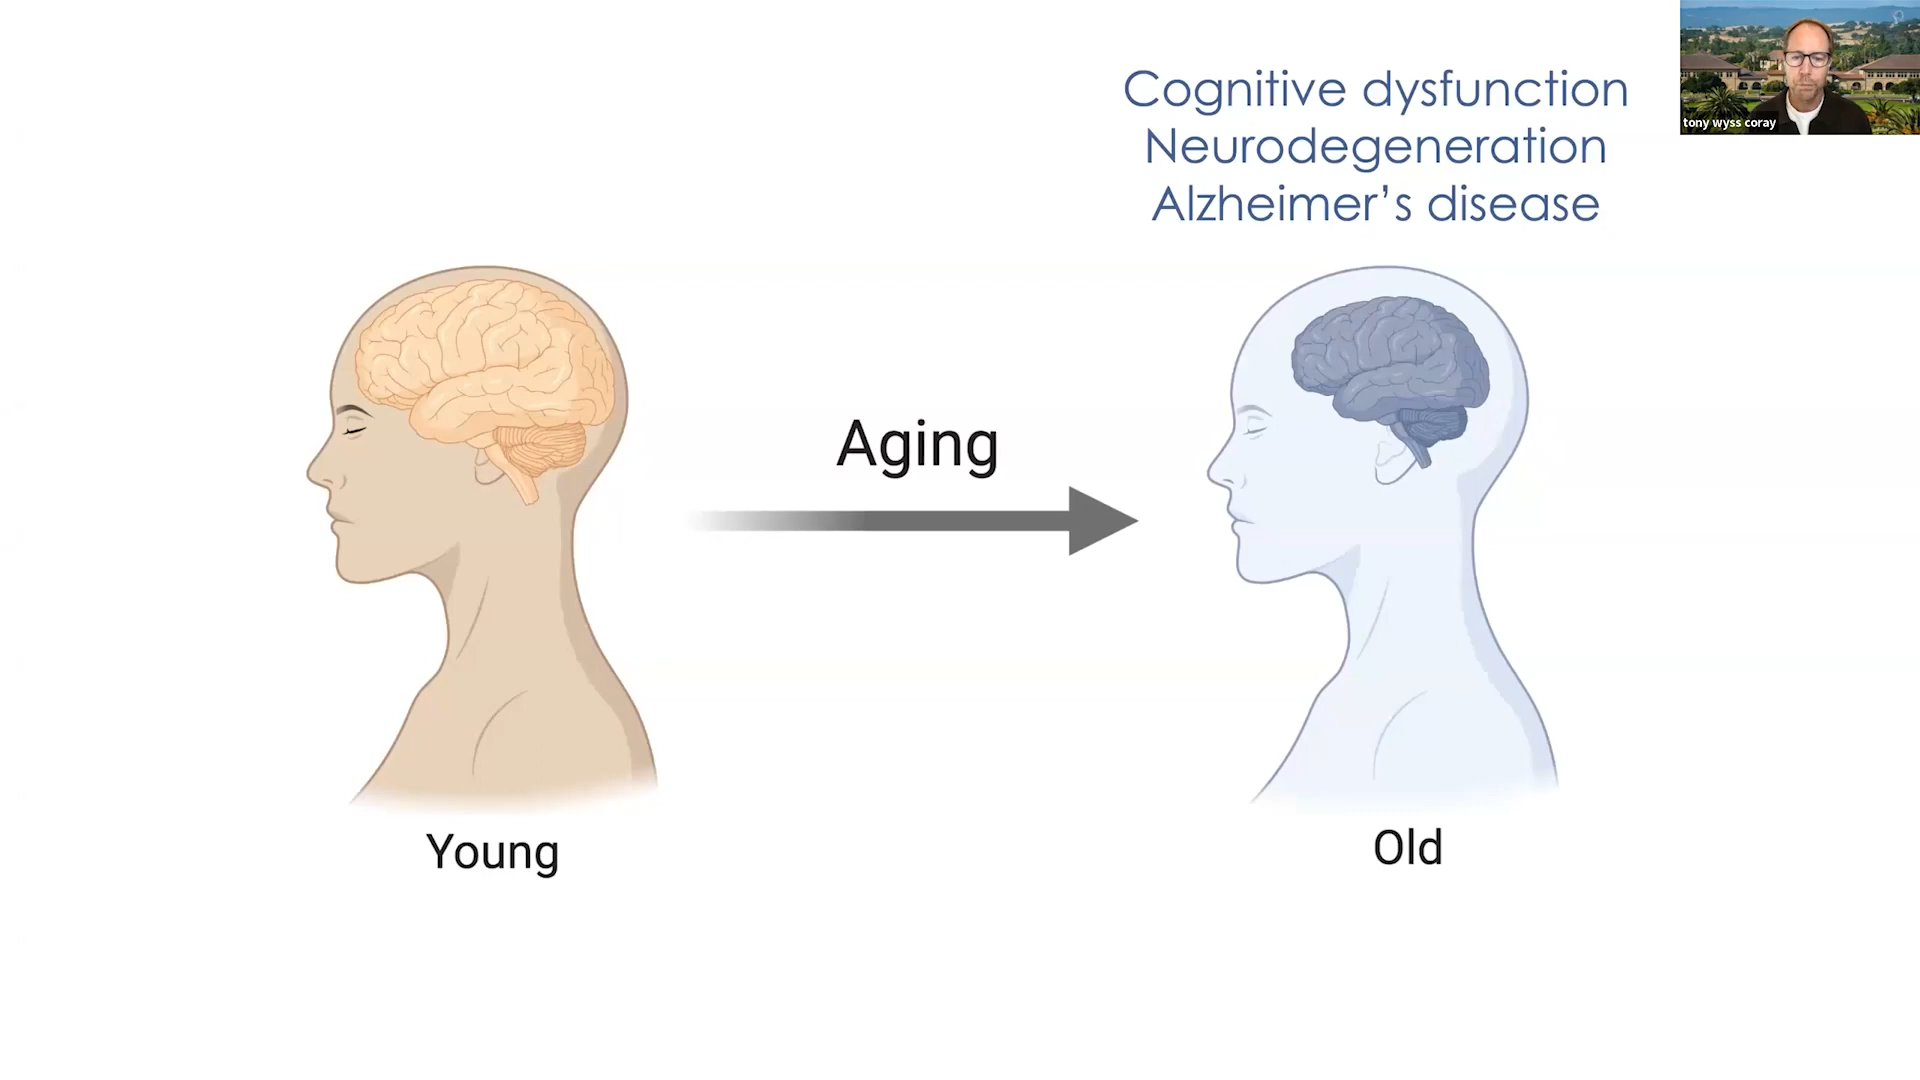 Cognitive dysfunction
Neurodegeneration
Alzheimer’s disease
tony wyss coray
Aging
Young
Old